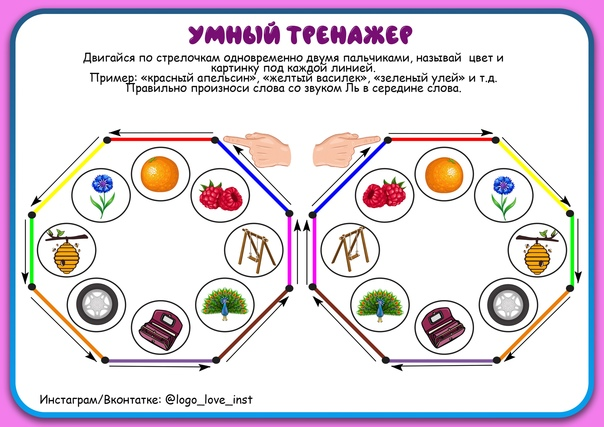 УМНЫЙ ТРЕНАЖЕР
Двигайся по стрелочкам одновременно двумя пальчиками, называй цвет и
картинку под каждой линией.
Пример: «красный апельсин», «желтый василек», «зеленый улей» и т.д.
Правильно произноси слова со звуком Ль в середине слова.
Инстаграм/Вконтатке: @logo_love_inst